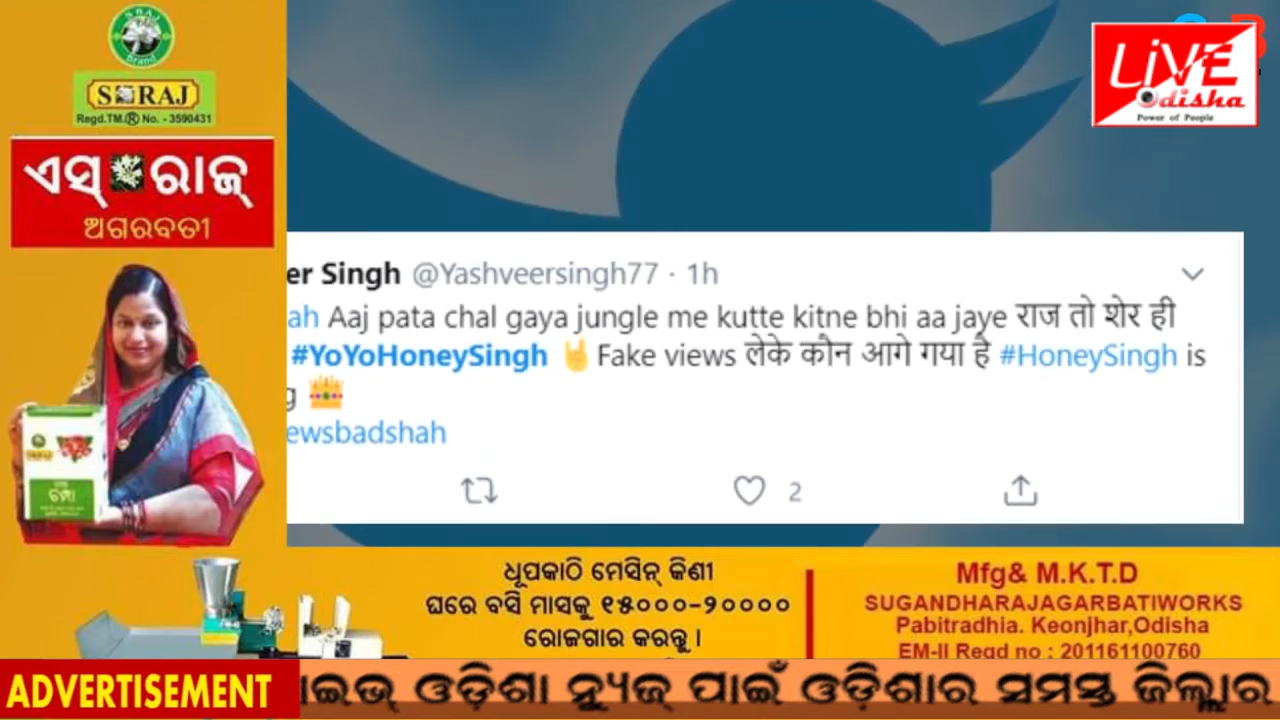 SRAJ
Brand
SRAJ
Regd.TM.® No. - 3590431
ଏସ୍ ରାଜ୍
ଅଗରବତୀ
LiVE
Odisha
Power of People
er Singh @Yashveersingh77 · 1h
ah Aaj pata chal gaya jungle me kutte kitne bhi aa jaye राज तो शेर ही
#YoYoHoneySingh 🤘 Fake views लेके कौन आगे गया है #HoneySingh is
g 👑
ewsbadshah
2
ଧୂପକାଠି ମେସିନ୍ କିଣୀ
ଘରେ ବସି ମାସକୁ ୧୫୦୦୦-୨୦୦୦୦
ରୋଜଗାର କରନ୍ତୁ ।
Mfg& M.K.T.D
SUGANDHARAJAGARBATIWORKS
Pabitradhia. Keonjhar,Odisha
EM-II Regd no : 201161100760
ADVERTISEMENT
ାଇଭ୍ ଓଡ଼ିଶା ନ୍ୟୁଜ୍ ପାଇଁ ଓଡ଼ିଶାର ସମସ୍ତ ଜିଲ୍ଲାର